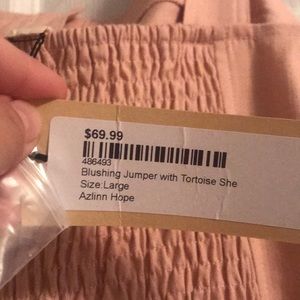 $69.99
486493
Blushing Jumper with Tortoise She
Size:Large
Azlinn Hope